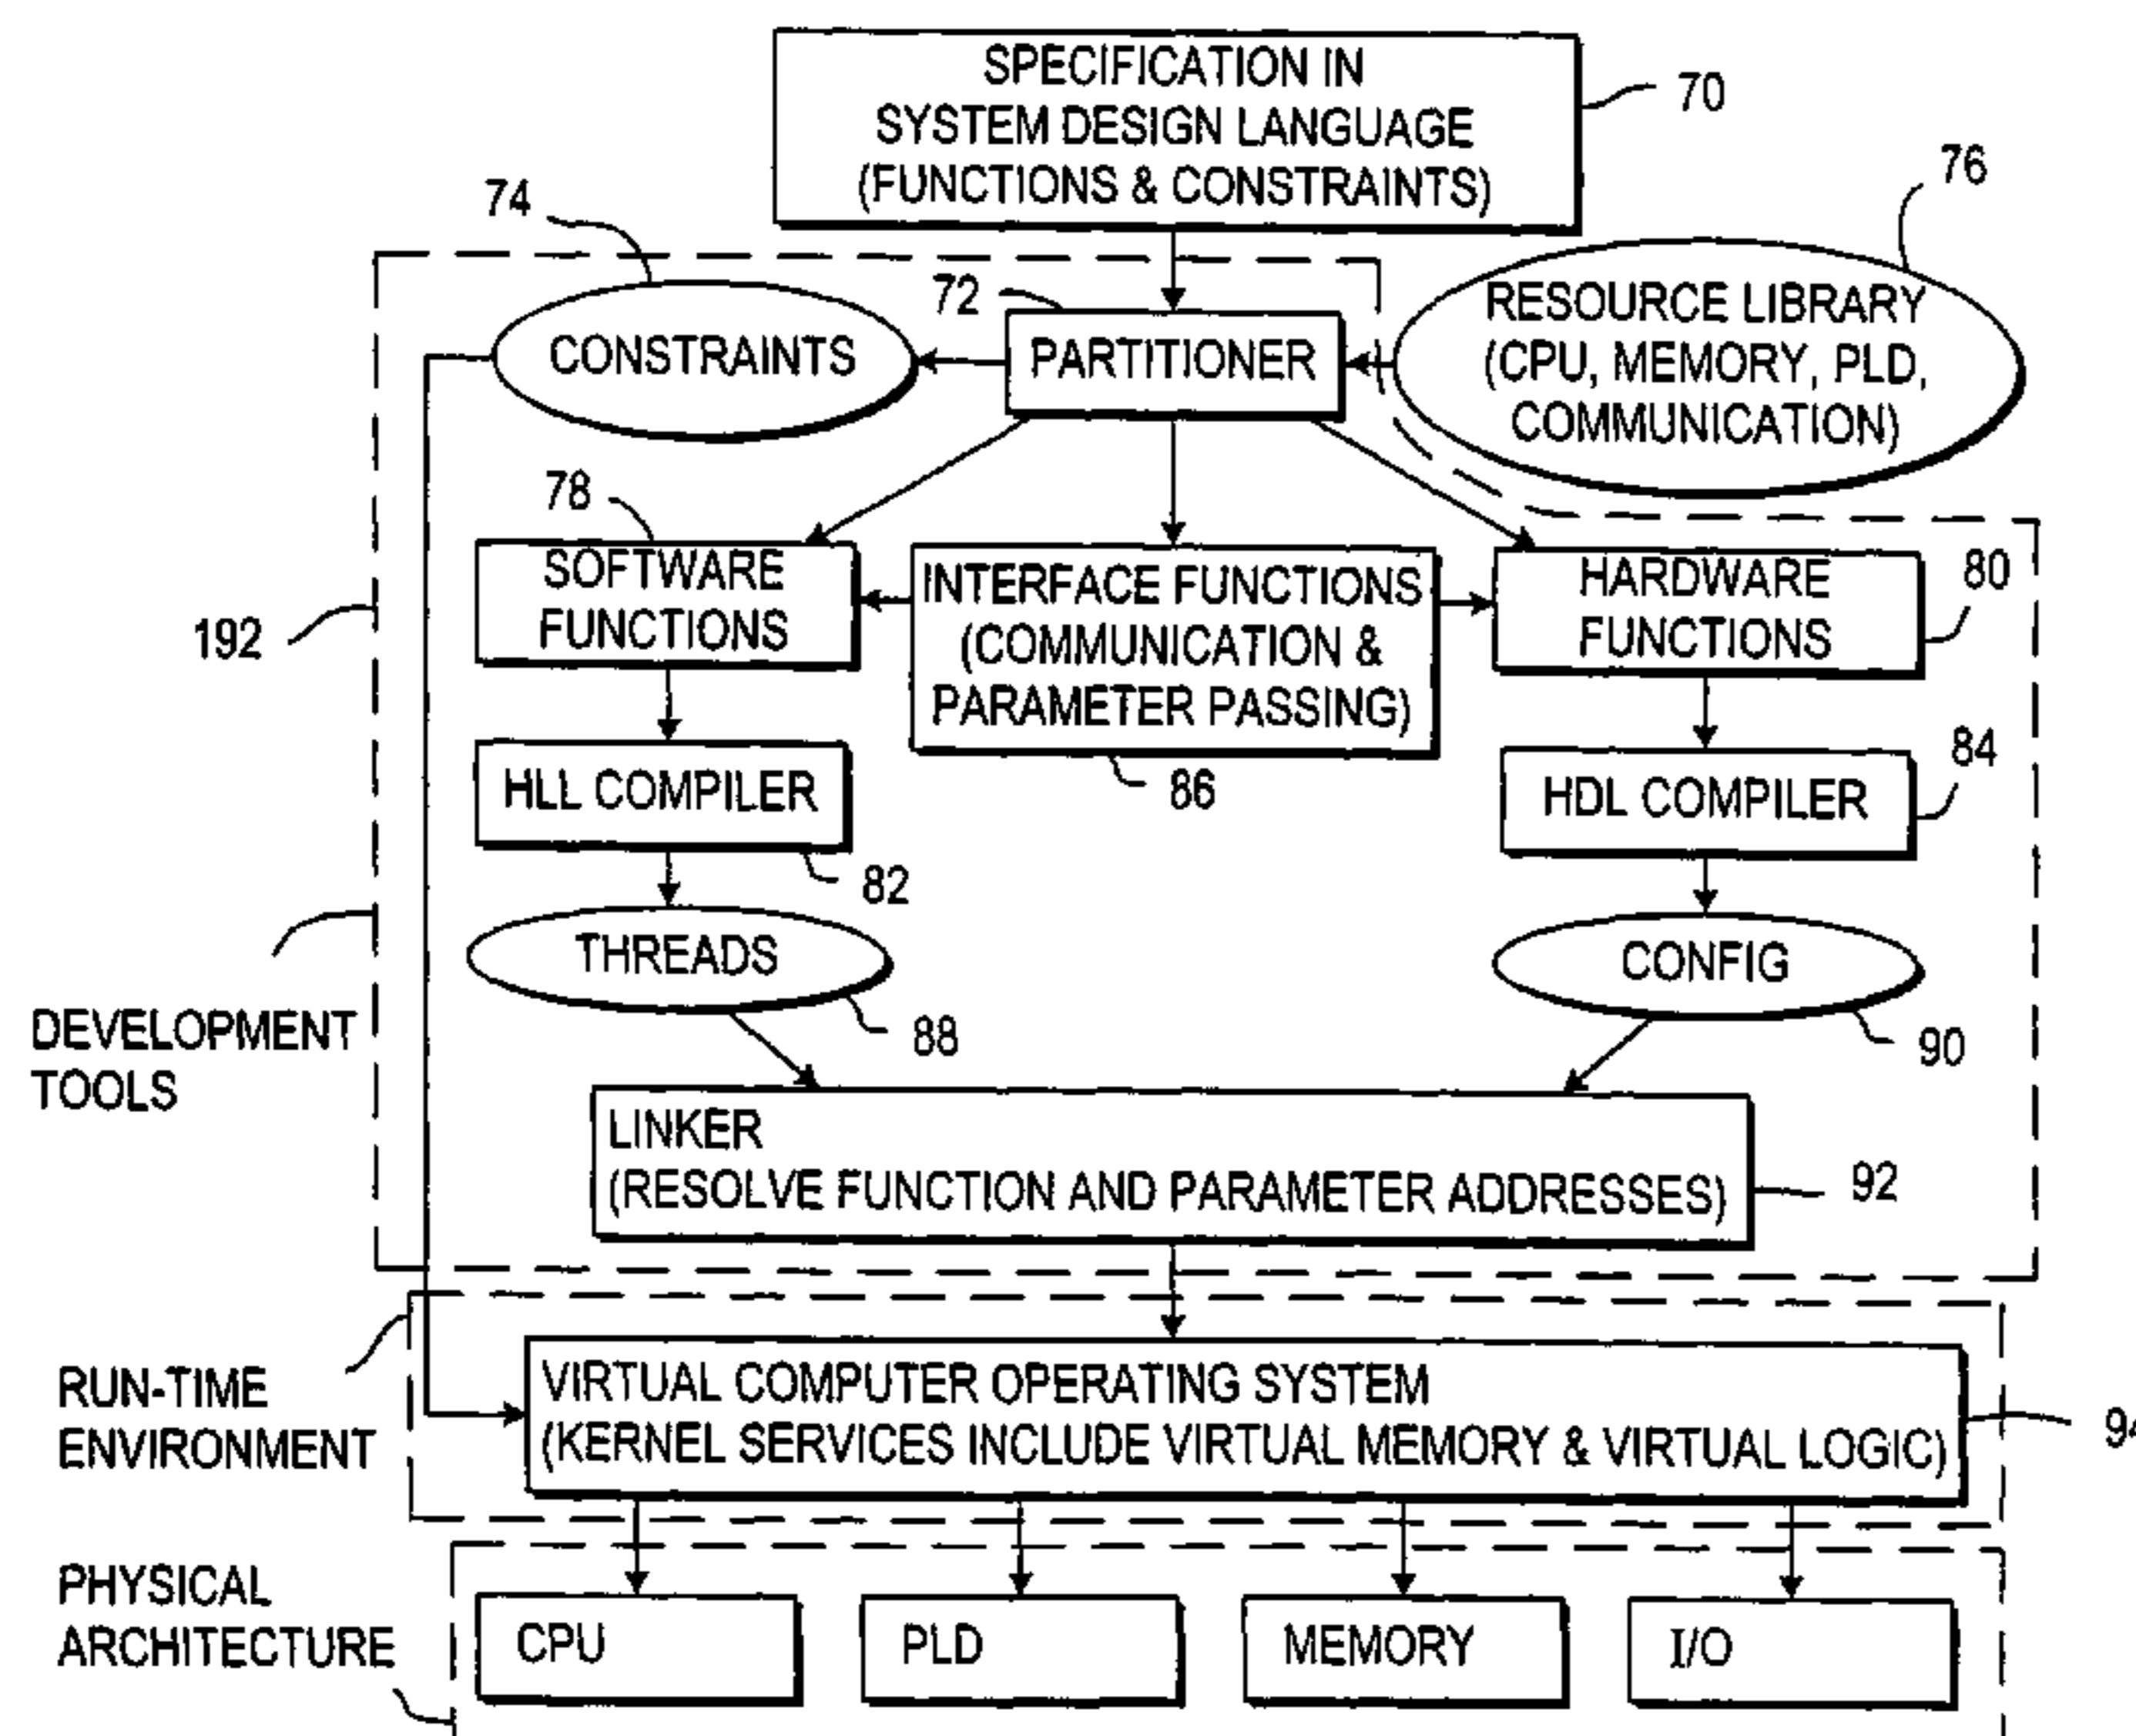 SPECIFICATION IN
SYSTEM DESIGN LANGUAGE
(FUNCTIONS & CONSTRAINTS)
70
74
76
72
CONSTRAINTS
PARTITIONER
RESOURCE LIBRARY
(CPU, MEMORY, PLD,
COMMUNICATION)
78
SOFTWARE
FUNCTIONS
INTERFACE FUNCTIONS
(COMMUNICATION &
PARAMETER PASSING)
HARDWARE
FUNCTIONS
80
192
HLL COMPILER
86
HDL COMPILER
84
82
THREADS
CONFIG
88
90
DEVELOPMENT
TOOLS
LINKER
(RESOLVE FUNCTION AND PARAMETER ADDRESSES)
92
RUN-TIME
ENVIRONMENT
VIRTUAL COMPUTER OPERATING SYSTEM
(KERNEL SERVICES INCLUDE VIRTUAL MEMORY & VIRTUAL LOGIC)
94
PHYSICAL
ARCHITECTURE
CPU
PLD
MEMORY
I/O